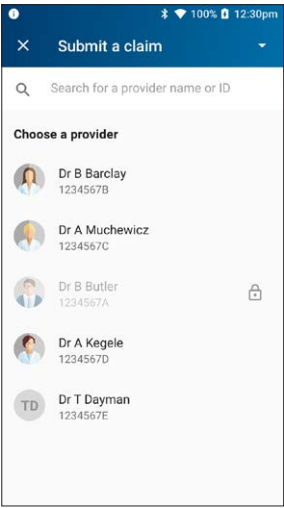 100% 12:30pm
Submit a claim
Search for a provider name or ID
Choose a provider
Dr B Barclay
1234567B
Dr A Muchewicz
1234567C
Dr B Butler
1234567A
Dr A Kegele
1234567D
TD Dr T Dayman
1234567E